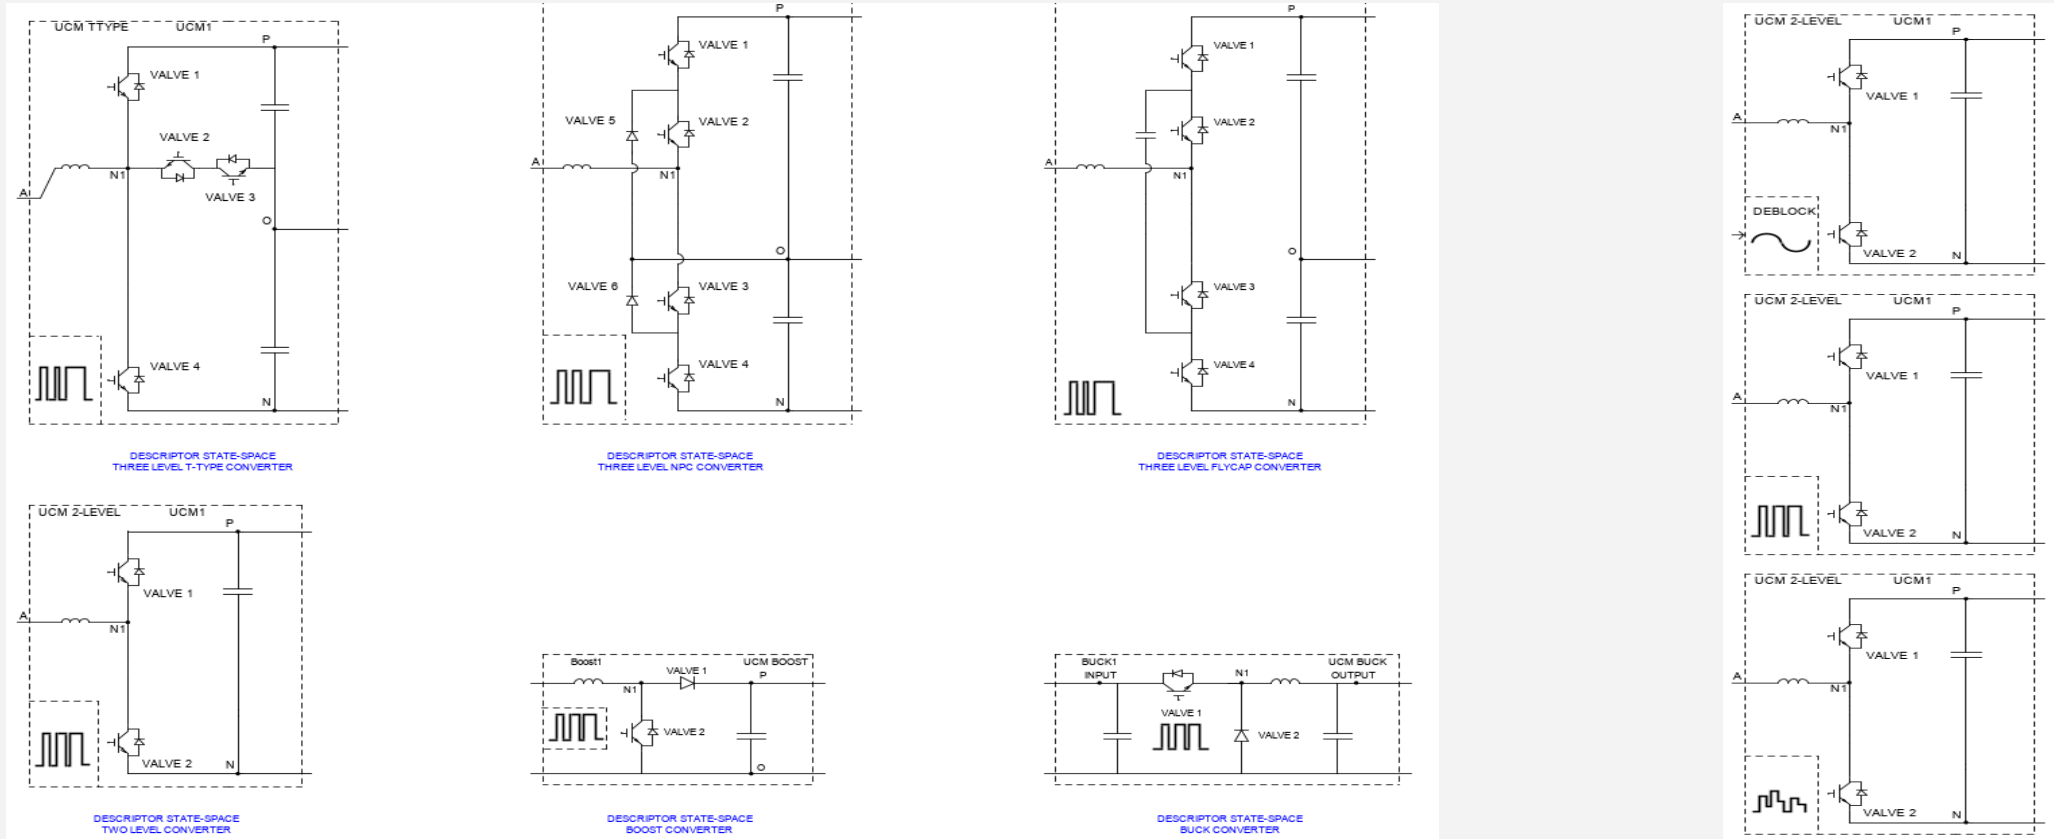 UCM TTYPE UCM1
P
VALVE 1
VALVE 2
N1
VALVE 3
A
O
VALVE 4
N
DESCRIPTOR STATE-SPACE
THREE LEVEL T-TYPE CONVERTER
P
VALVE 1
VALVE 5
VALVE 2
A
N1
O
VALVE 6
VALVE 3
VALVE 4
N
DESCRIPTOR STATE-SPACE
THREE LEVEL NPC CONVERTER
P
VALVE 1
VALVE 2
A
N1
O
VALVE 3
VALVE 4
N
DESCRIPTOR STATE-SPACE
THREE LEVEL FLYCAP CONVERTER
UCM 2-LEVEL UCM1
P
VALVE 1
A
N1
VALVE 2
N
DESCRIPTOR STATE-SPACE
TWO LEVEL CONVERTER
Boost1 UCM BOOST
VALVE 1
P
N1
VALVE 2
O
DESCRIPTOR STATE-SPACE
BOOST CONVERTER
BUCK1 UCM BUCK
INPUT N1 OUTPUT
VALVE 1
VALVE 2
DESCRIPTOR STATE-SPACE
BUCK CONVERTER
UCM 2-LEVEL UCM1
P
VALVE 1
A
N1
DEBLOCK
VALVE 2
N
UCM 2-LEVEL UCM1
P
VALVE 1
A
N1
VALVE 2
N
UCM 2-LEVEL UCM1
P
VALVE 1
A
N1
VALVE 2
N